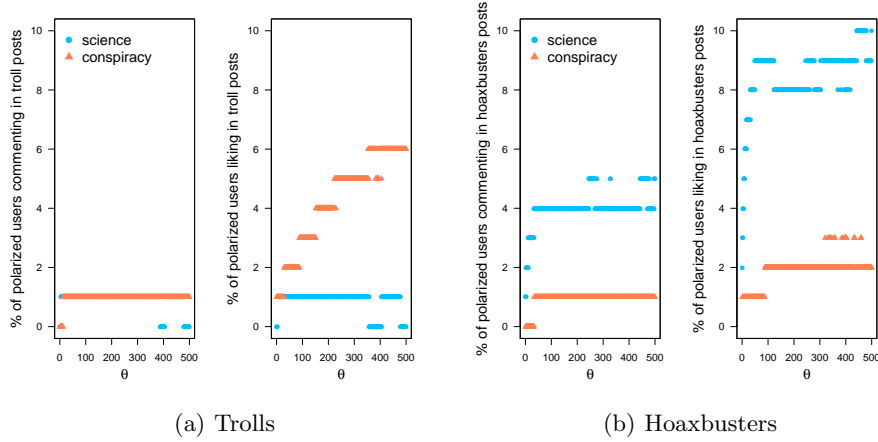 % of polarized users commenting in troll posts
10
8
6
4
2
0
science
conspiracy
0 100 200 300 400 500
θ
% of polarized users liking in troll posts
10
8
6
4
2
0
0 100 200 300 400 500
θ
(a) Trolls
% of polarized users commenting in hoaxbusters posts
10
8
6
4
2
0
science
conspiracy
0 100 200 300 400 500
θ
% of polarized users liking in hoaxbusters posts
10
8
6
4
2
0
0 100 200 300 400 500
θ
(b) Hoaxbusters